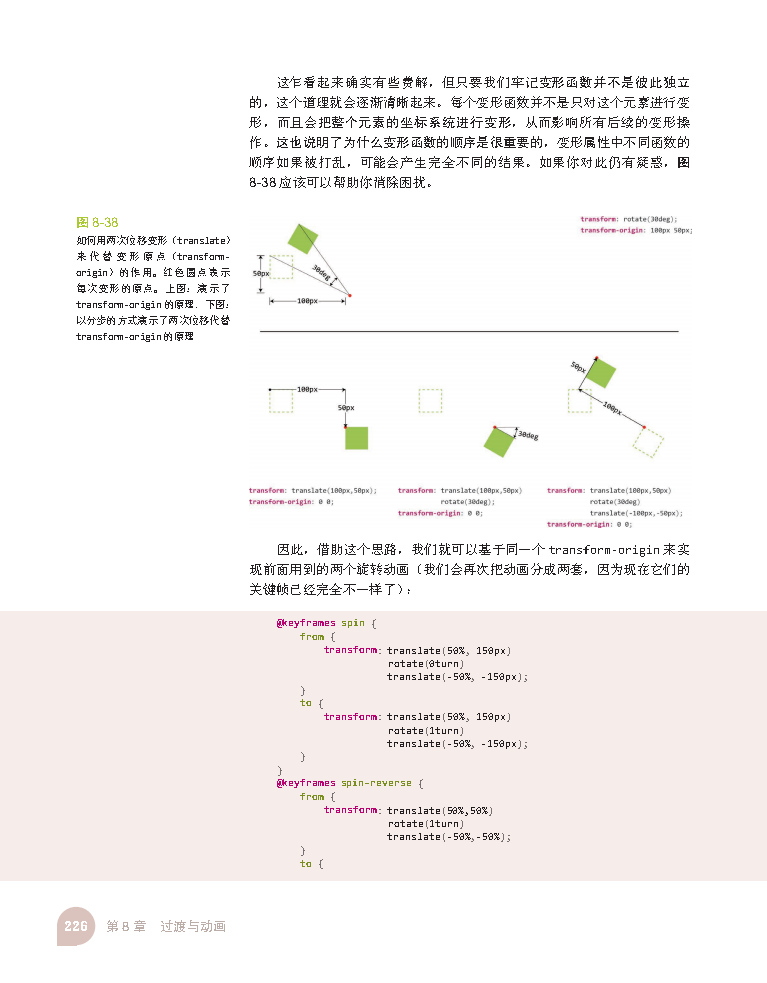 这乍看起来确实有些费解，但只要我们牢记变形函数并不是彼此独立
的，这个道理就会逐渐清晰起来。每个变形函数并不是只对这个元素进行变
形，而且会把整个元素的坐标系统进行变形，从而影响所有后续的变形操
作。这也说明了为什么变形函数的顺序是很重要的，变形属性中不同函数的
顺序如果被打乱，可能会产生完全不同的结果。如果你对此仍有疑惑，图
8-38 应该可以帮助你消除困扰。
图 8-38
如何用两次位移变形（translate）
来代替变形原点（transform-
origin）的作用。红色圆点表示
每次变形的原点。上图：演示了
transform-origin 的原理．下图：
以分步的方式演示了两次位移代替
transform-origin 的原理
transform: rotate(30deg);
transform-origin: 100px 50px;
50px
30deg
100px
100px
50px
30deg
50px
100px
transform: translate(100px,50px);
transform-origin: 0 0;
transform: translate(100px,50px)
rotate(30deg);
transform-origin: 0 0;
transform: translate(100px,50px)
rotate(30deg)
translate(-100px,-50px);
transform-origin: 0 0;
因此，借助这个思路，我们就可以基于同一个 transform-origin 来实
现前面用到的两个旋转动画（我们会再次把动画分成两套，因为现在它们的
关键帧已经完全不一样了）：
@keyframes spin {
from {
transform: translate(50%, 150px)
rotate(0turn)
translate(-50%, -150px);
}
to {
transform: translate(50%, 150px)
rotate(1turn)
translate(-50%, -150px);
}
}
@keyframes spin-reverse {
from {
transform: translate(50%,50%)
rotate(1turn)
translate(-50%,-50%);
}
to {
226 第 8 章 过渡与动画